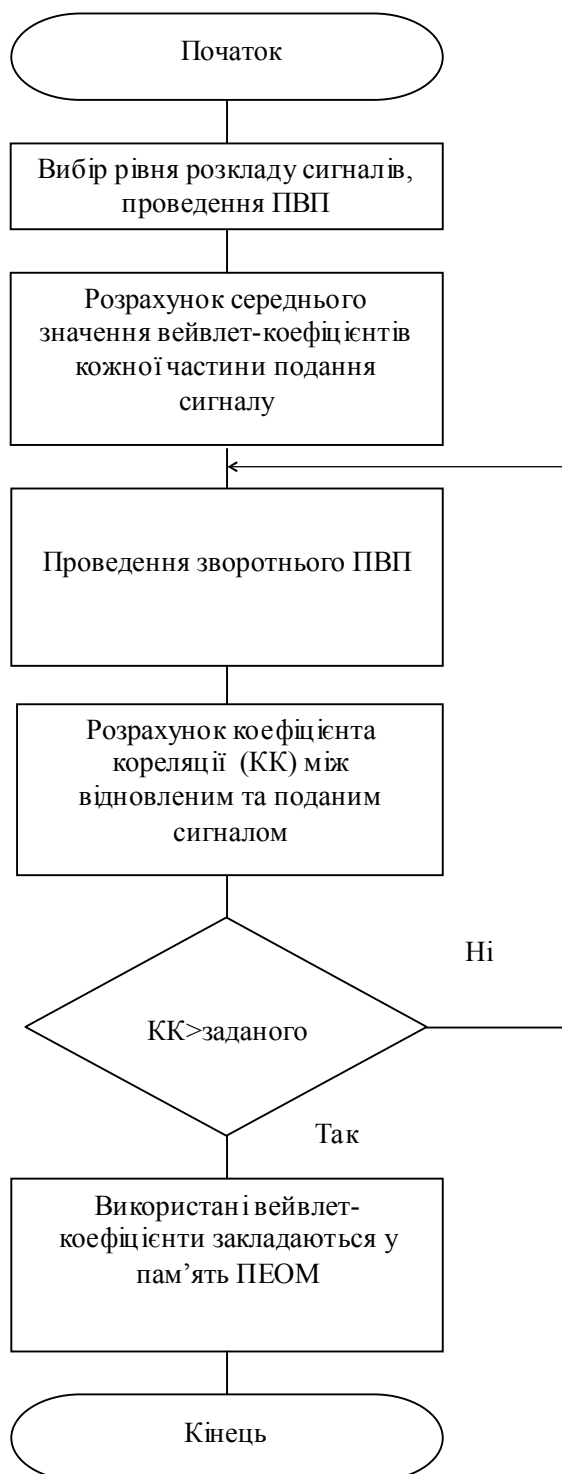 Початок
Вибір рівня розкладу сигналів,
проведення ПВП
Розрахунок середнього
значення вейвлет-коефіцієнтів
кожної частини подання
сигналу
Проведення зворотнього ПВП
Розрахунок коефіцієнта
кореляції (КК) між
відновленим та поданим
сигналом
Ні
КК>заданого
Так
Використані вейвлет-
коефіцієнти закладаються у
пам’ять ПЕОМ
Кінець